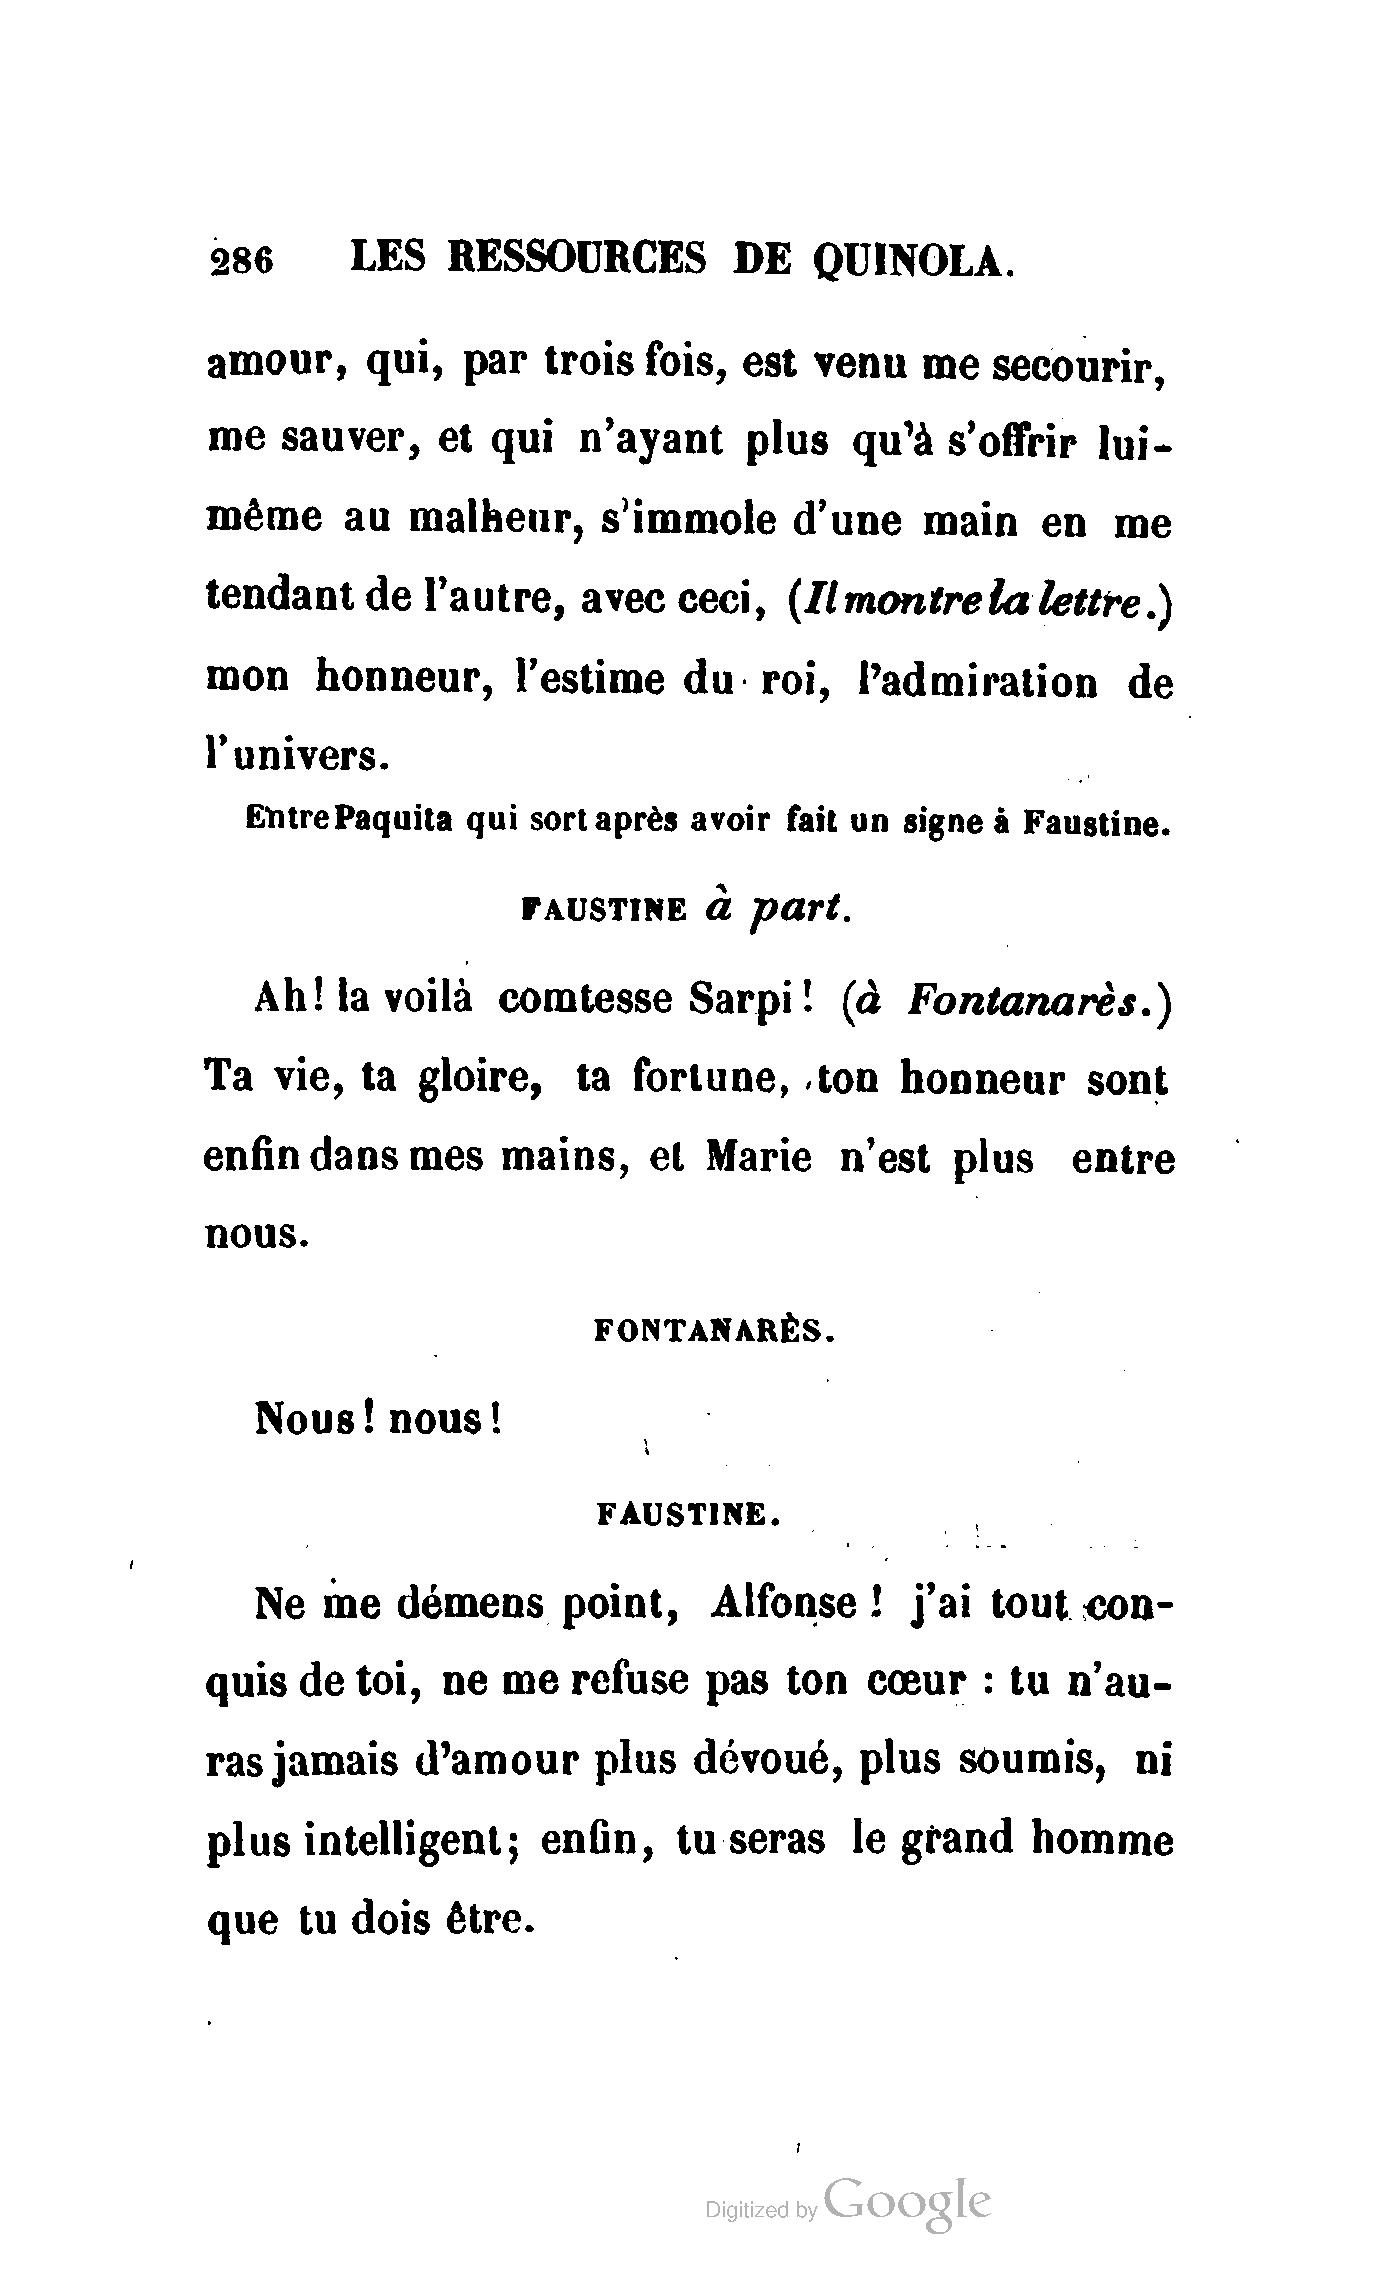 286 LES RESSOURCES DE QUINOLA.
amour, qui, par trois fois, est venu me secourir,
me sauver, et qui n'ayant plus qu'à s'offrir lui-
même au malheur, s'immole d'une main en me
tendant de l'autre, avec ceci, (Il montre la lettre.)
mon honneur, l'estime du roi, l'admiration de
l'univers.
Entre Paquita qui sort après avoir fait un signe à Faustine.
FAUSTINE à part.
Ah! la voilà comtesse Sarpi! (à Fontanarès.)
Ta vie, ta gloire, ta fortune, ton honneur sont
enfin dans mes mains, et Marie n'est plus entre
nous.
FONTANARÈS.
Nous! nous!
FAUSTINE.
Ne me démens point, Alfonse! j'ai tout con-
quis de toi, ne me refuse pas ton cœur : tu n'au-
ras jamais d'amour plus dévoué, plus soumis, ni
plus intelligent; enfin, tu seras le grand homme
que tu dois être.
Digitized by Google